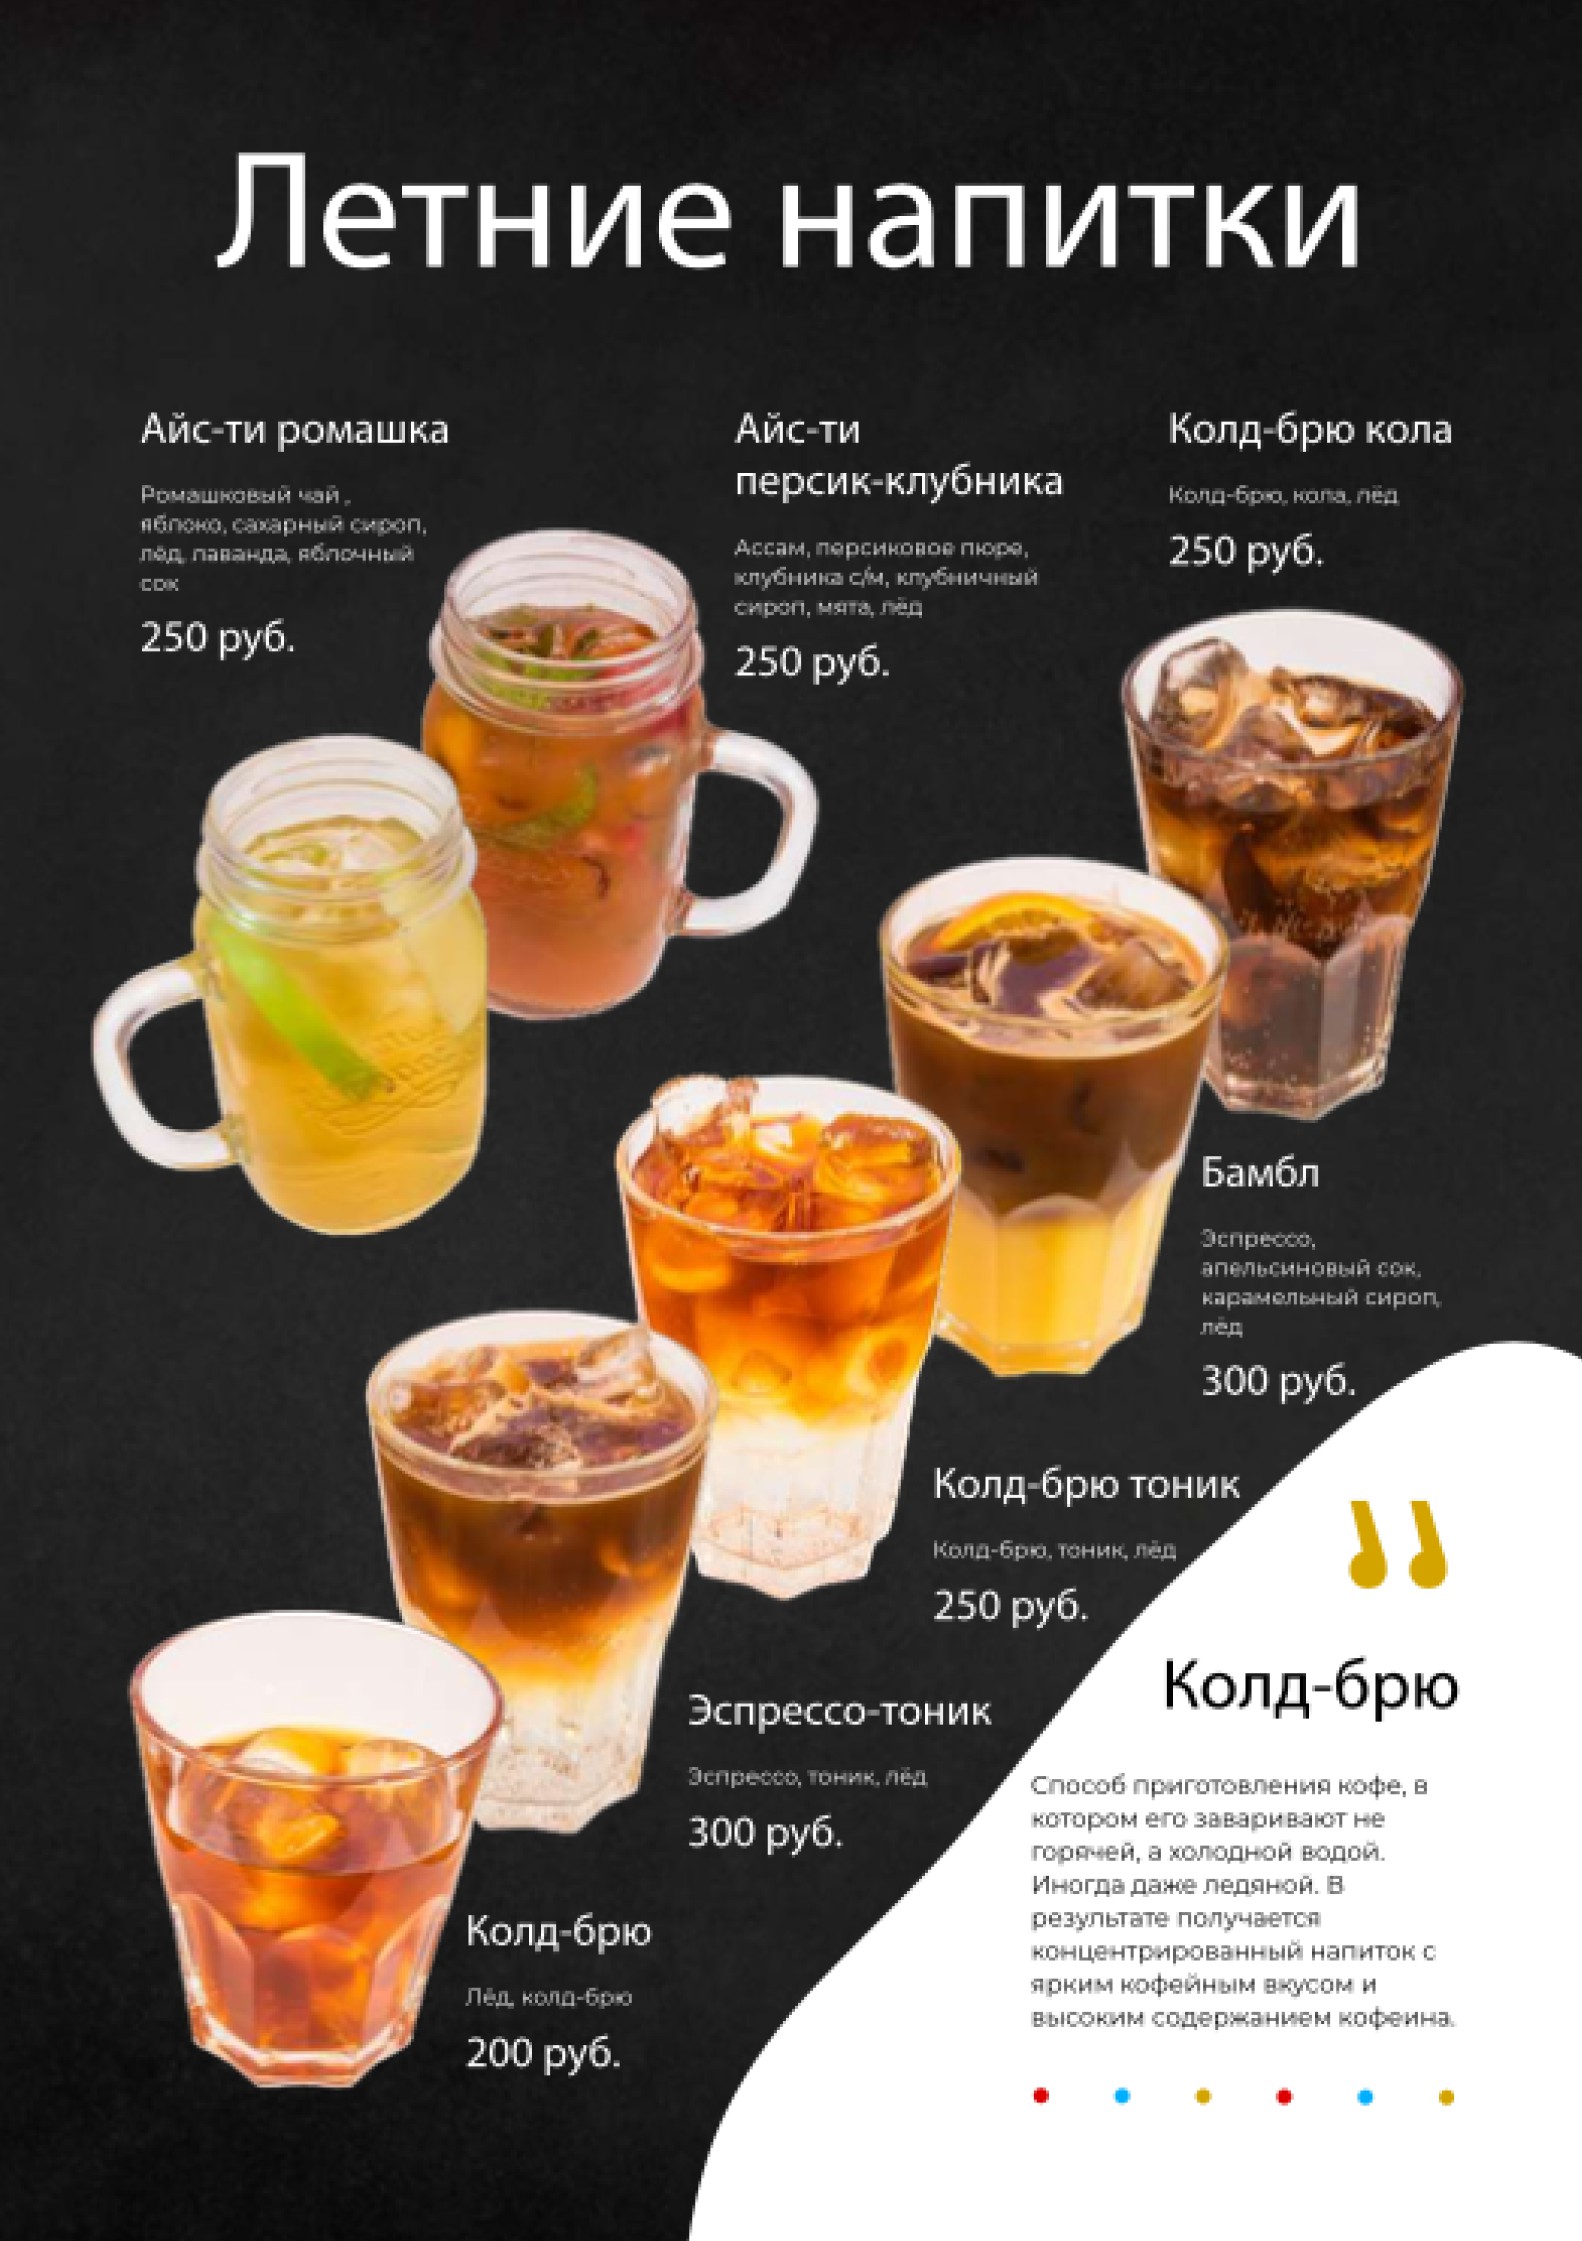 Летние напитки
Айс-ти ромашка
Ромашковый чай ,
яблоко, сахарный сироп,
лёд, лаванда, яблочный
сок
250 руб.
Айс-ти
персик-клубника
Ассам, персиковое пюре,
клубника с/м, клубничный
сироп, мята, лёд
250 руб.
Колд-брю кола
Колд-брю, кола, лёд
250 руб.
Бамбл
Эспрессо,
апельсиновый сок,
карамельный сироп,
лёд
300 руб.
Колд-брю тоник
Колд-брю, тоник, лёд
250 руб.
Эспрессо-тоник
Эспрессо, тоник, лёд
300 руб.
Колд-брю
Лёд, колд-брю
200 руб.
Колд-брю
Способ приготовления кофе, в
котором его заваривают не
горячей, а холодной водой.
Иногда даже ледяной. В
результате получается
концентрированный напиток с
ярким кофейным вкусом и
высоким содержанием кофеина.